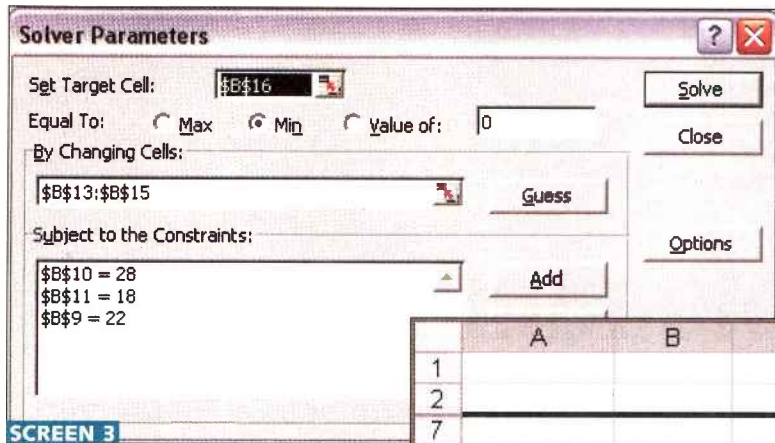 Solver Parameters
Set Target Cell: $B$16 Solve
Equal To: Max Min Value of: 0 Close
By Changing Cells:
$B$13:$B$15 Guess
Subject to the Constraints: Options
$B$10 = 28 Add
$B$11 = 18
$B$9 = 22
A B
1
2
7
SCREEN 3